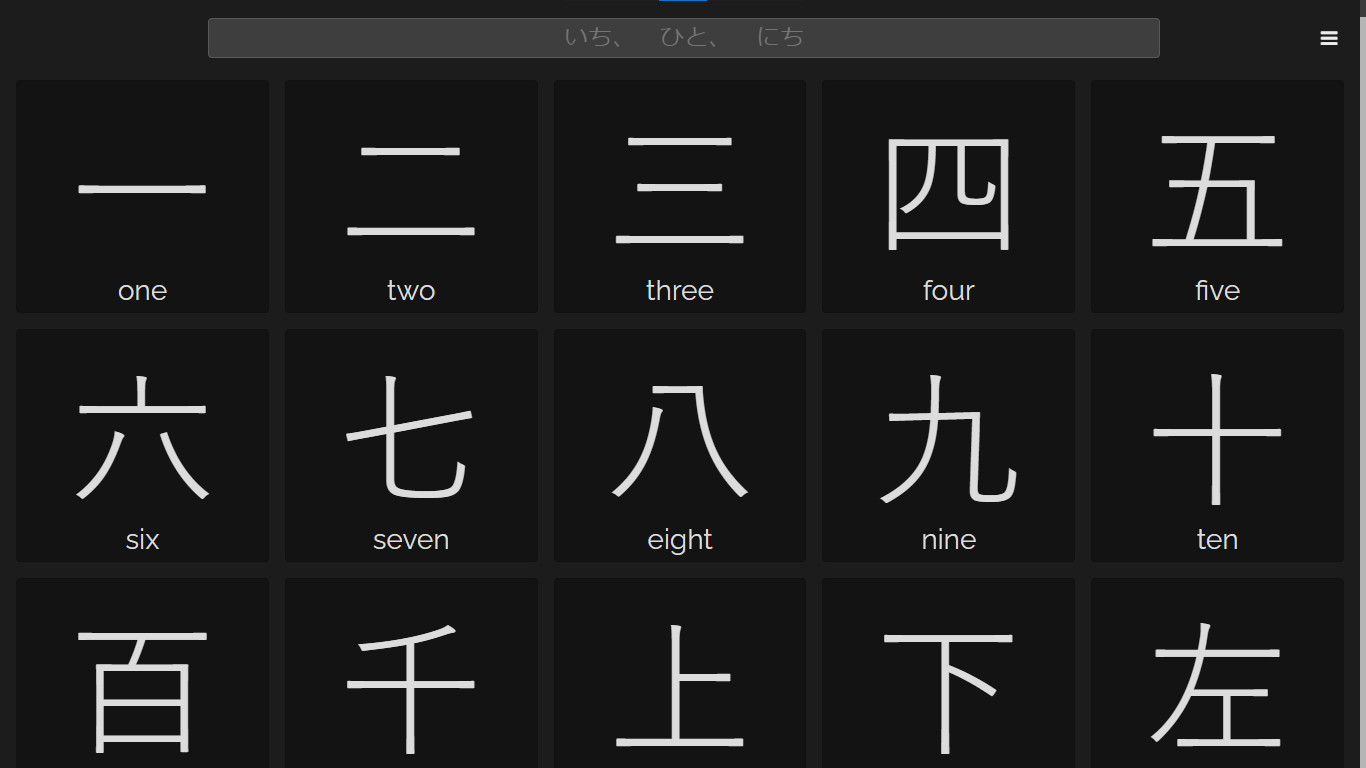 いち、 ひと、 にち
一 二 三 四 五
one two three four five
六 七 八 九 十
six seven eight nine ten
百 千 上 下 左